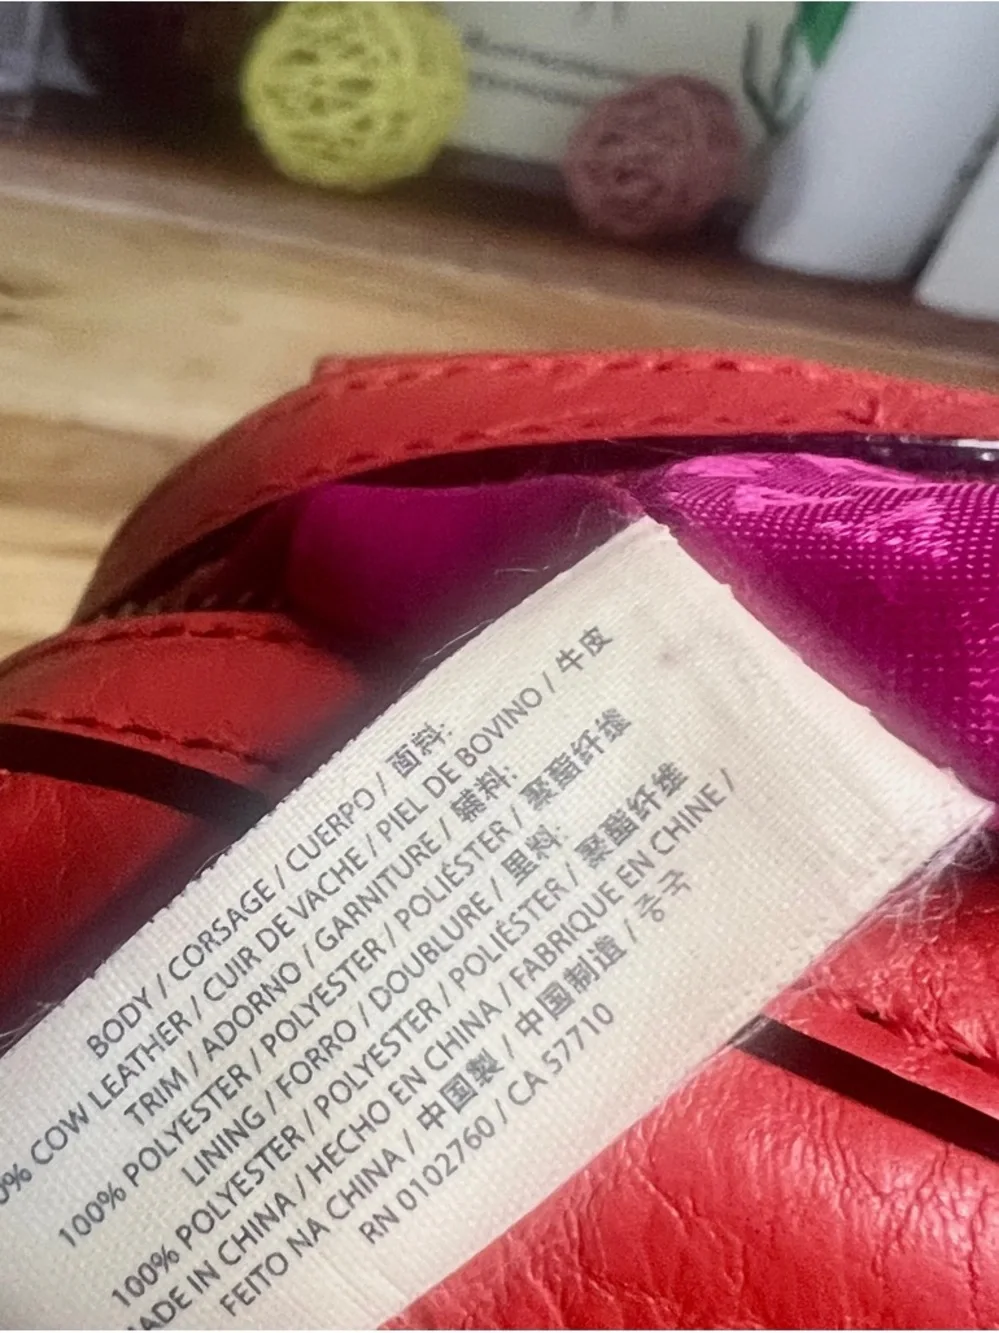 BODY / CORSAGE / CUERPO / 面料:
0% COW LEATHER / CUIR DE VACHE / PIEL DE BOVINO / 牛皮
TRIM / ADORNO / GARNITURE / 辅料:
100% POLYESTER / POLYESTER / POLIÉSTER / 聚酯纤维
LINING / FORRO / DOUBLURE / 里料:
100% POLYESTER / POLYESTER / POLIÉSTER / 聚酯纤维
MADE IN CHINA / HECHO EN CHINA / FABRIQUE EN CHINE /
FEITO NA CHINA / 中国製 / 中国制造 / 중국
RN 0102760 / CA 57710